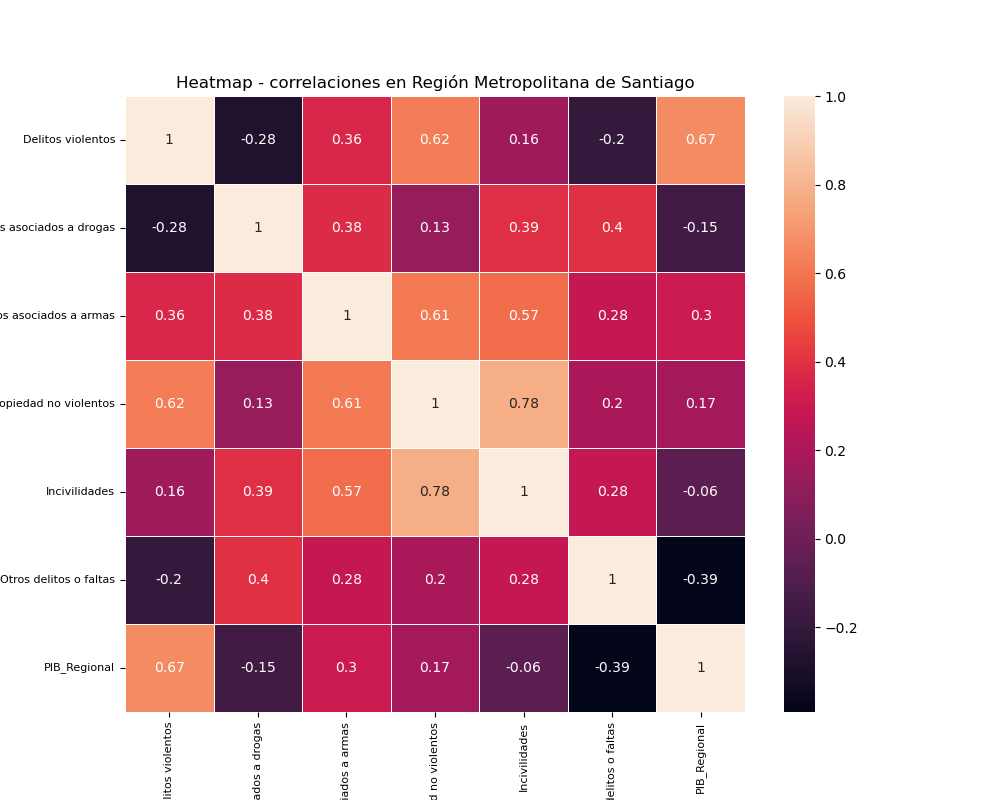 Heatmap - correlaciones en Región Metropolitana de Santiago
1.0
Delitos violentos 1 -0.28 0.36 0.62 0.16 -0.2 0.67
0.8
asociados a drogas -0.28 1 0.38 0.13 0.39 0.4 -0.15
0.6
asociados a armas 0.36 0.38 1 0.61 0.57 0.28 0.3
0.4
no violentos 0.62 0.13 0.61 1 0.78 0.2 0.17
0.2
Incivilidades 0.16 0.39 0.57 0.78 1 0.28 -0.06
0.0
Otros delitos o faltas -0.2 0.4 0.28 0.2 0.28 1 -0.39
−0.2
PIB_Regional 0.67 -0.15 0.3 0.17 -0.06 -0.39 1
violentos
a drogas
a armas
no violentos
Incivilidades
delitos o faltas
PIB_Regional